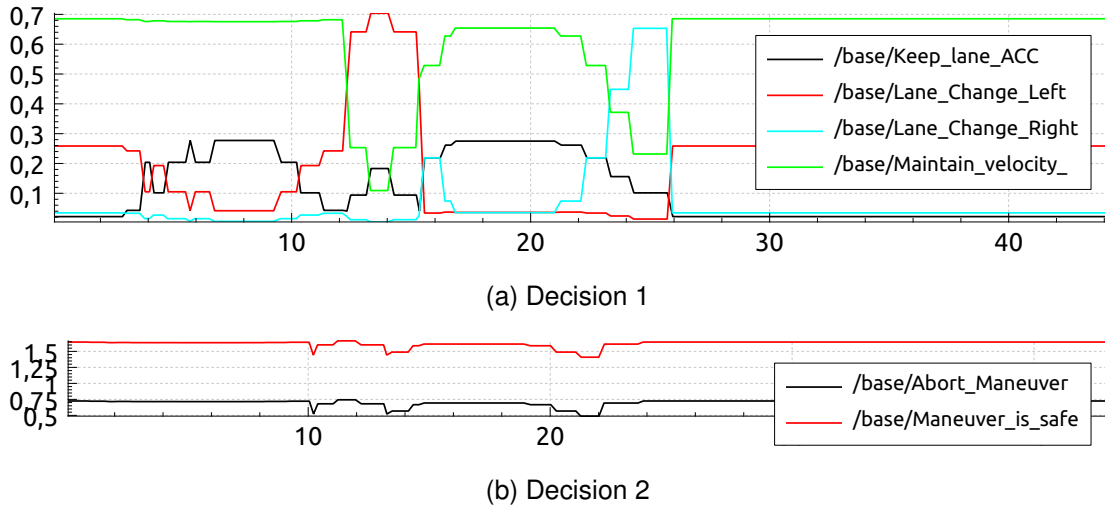 0,7
0,6
0,5
0,4
0,3
0,2
0,1
/base/Keep_lane_ACC
/base/Lane_Change_Left
/base/Lane_Change_Right
/base/Maintain_velocity_
10 20 30 40
(a) Decision 1
1,5
1,25
1
0,75
0,5
/base/Abort_Maneuver
/base/Maneuver_is_safe
10 20
(b) Decision 2